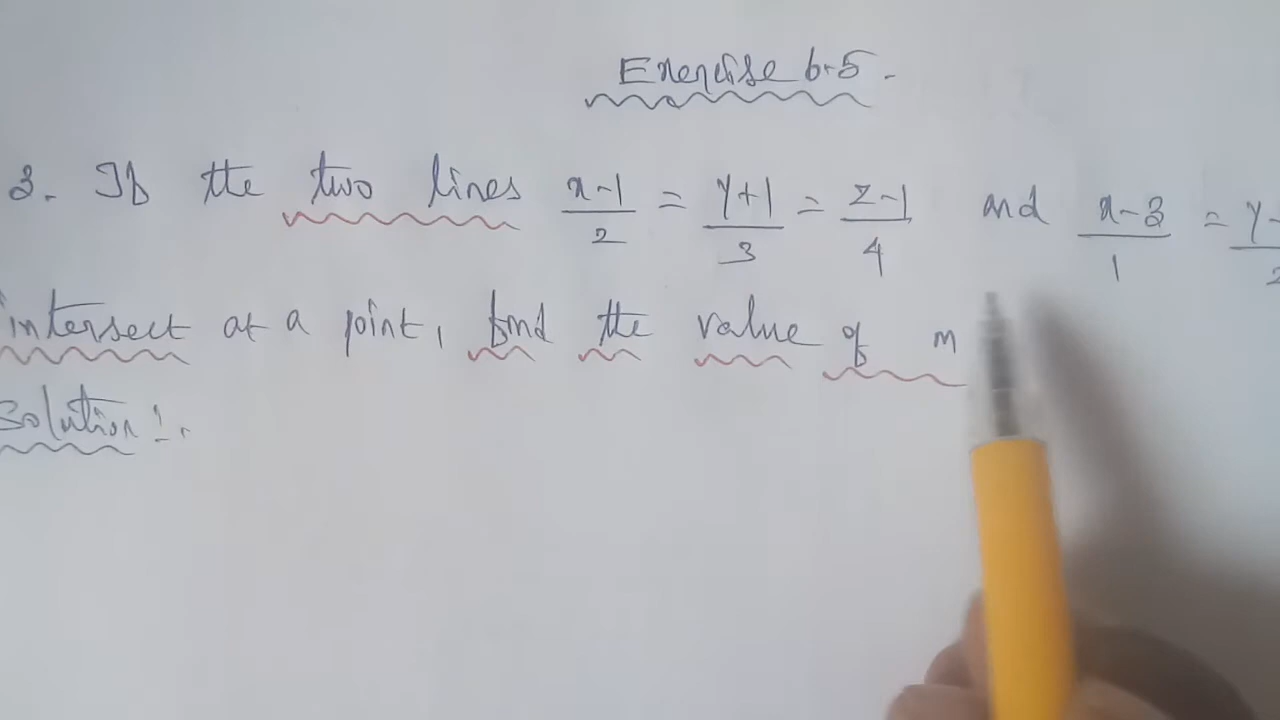 Exercise 6.5.
3. If the two lines x-1/2 = y+1/3 = z-1/4 and x-3/1 = y-
intersect at a point, find the value of m
Solution:.